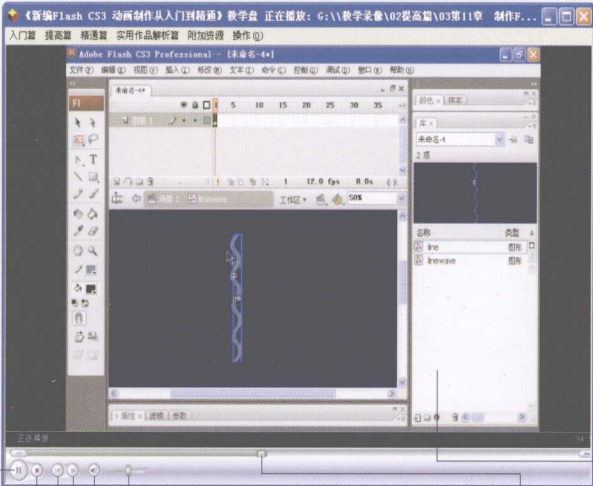 《新编Flash CS3 动画制作从入门到精通》教学盘 正在播放: G:\\教学录像\02提高篇\03第11章 制作F...
入门篇 提高篇 精通篇 实用作品解析篇 附加资源 操作(O)
Adobe Flash CS3 Professional - [未命名-4*]
文件(F) 编辑(E) 视图(V) 插入(I) 修改(M) 文本(T) 命令(C) 控制(O) 调试(D) 窗口(W) 帮助(H)
未命名-4*
Fl
5 10 15 20 25 30 35
图层 1
1 12.0 fps 0.0s
场景 1 linewave 工作区 50%
颜色 × 样本
库 ×
未命名-4
2 项
名称 类型
line 图形
linewave 图形
属性 × 滤镜 参数
正在播放